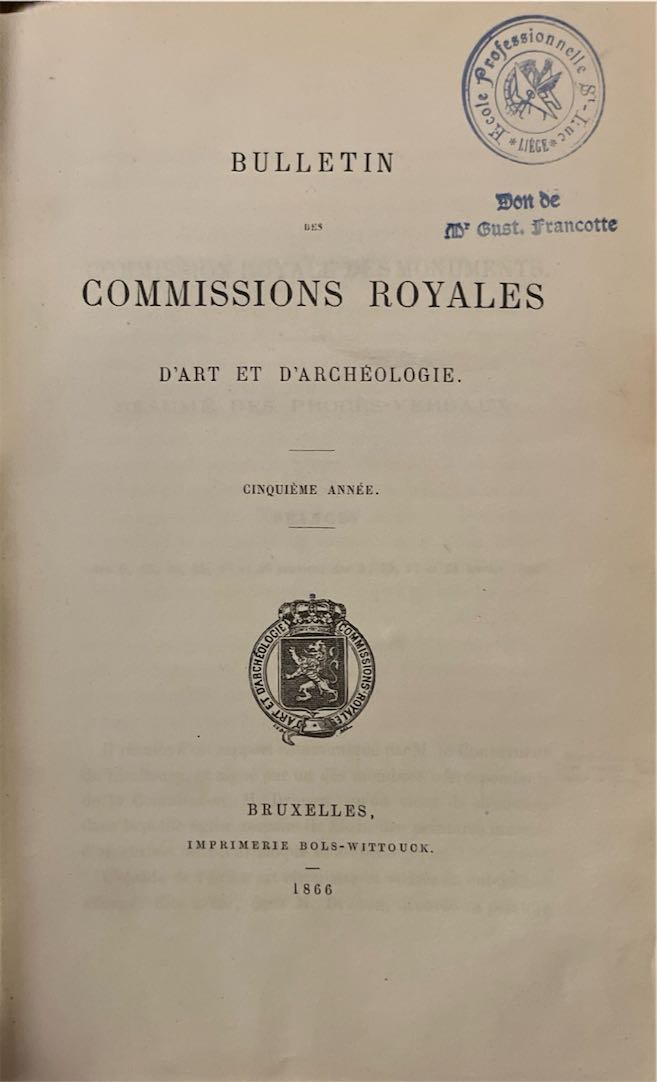 Ecole Professionnelle St-Luc
* LIÉGE *
Don de
Mr Gust. Francotte
BULLETIN
DES
COMMISSIONS ROYALES
D'ART ET D'ARCHÉOLOGIE.
CINQUIÈME ANNÉE.
COMMISSIONS-ROYALES
D'ART ET D'ARCHÉOLOGIE
BRUXELLES,
IMPRIMERIE BOLS-WITTOUCK.
1866